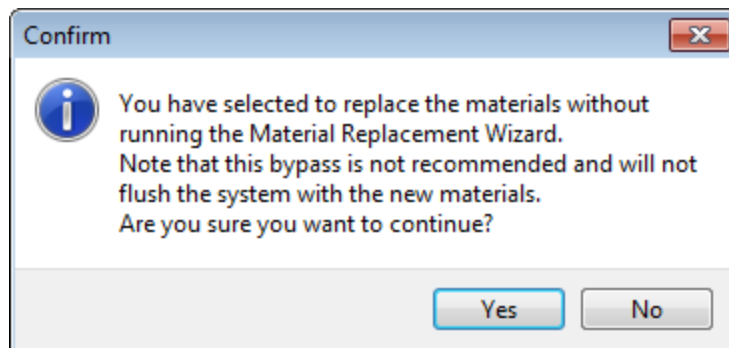 Confirm
You have selected to replace the materials without
running the Material Replacement Wizard.
Note that this bypass is not recommended and will not
flush the system with the new materials.
Are you sure you want to continue?
Yes No